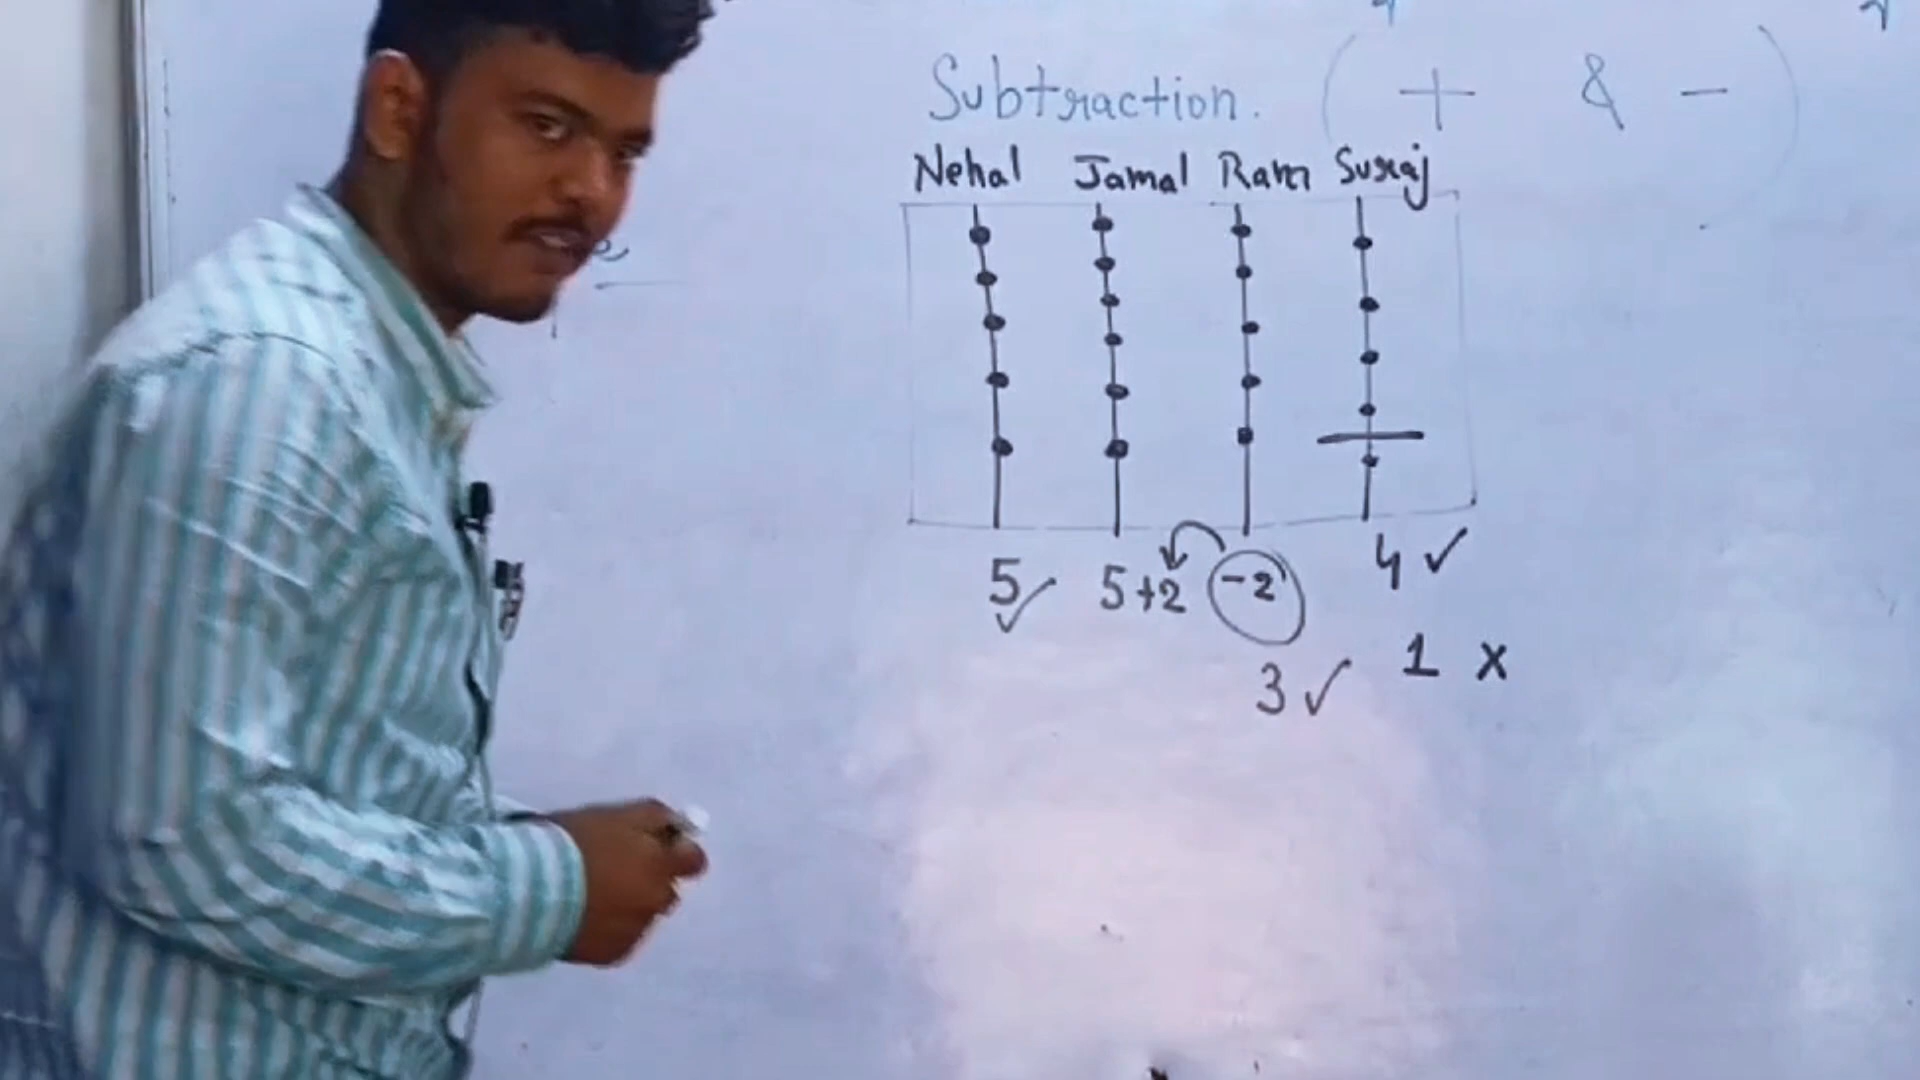 Subtraction. ( + & - )
Nehal Jamal Ram Suraj
5 ✓ 5+2 -2 4 ✓
3 ✓ 1 x